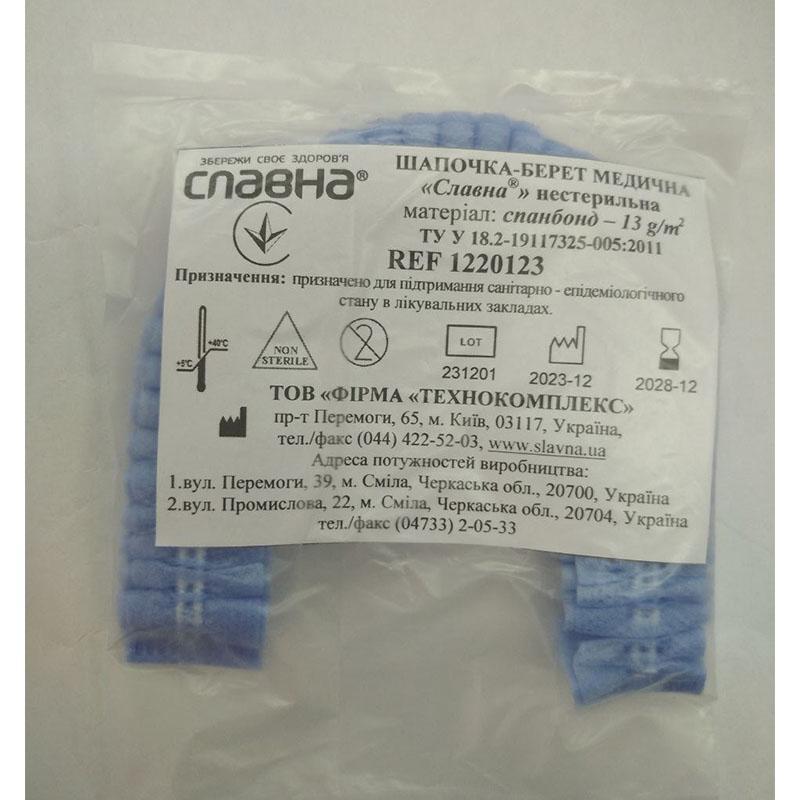 ЗБЕРЕЖИ СВОЄ ЗДОРОВ'Я
СЛАВНА®
ШАПОЧКА-БЕРЕТ МЕДИЧНА
«Славна®» нестерильна
матеріал: спанбонд – 13 g/m²
ТУ У 18.2-19117325-005:2011
REF 1220123
Призначення: призначено для підтримання санітарно - епідеміологічного
стану в лікувальних закладах.
+5°C
+40°C
NON
STERILE
2
LOT
231201
2023-12
2028-12
ТОВ «ФІРМА «ТЕХНОКОМПЛЕКС»
пр-т Перемоги, 65, м. Київ, 03117, Україна,
тел./факс (044) 422-52-03, www.slavna.ua
Адреса потужностей виробництва:
1.вул. Перемоги, 39, м. Сміла, Черкаська обл., 20700, Україна
2.вул. Промислова, 22, м. Сміла, Черкаська обл., 20704, Україна
тел./факс (04733) 2-05-33